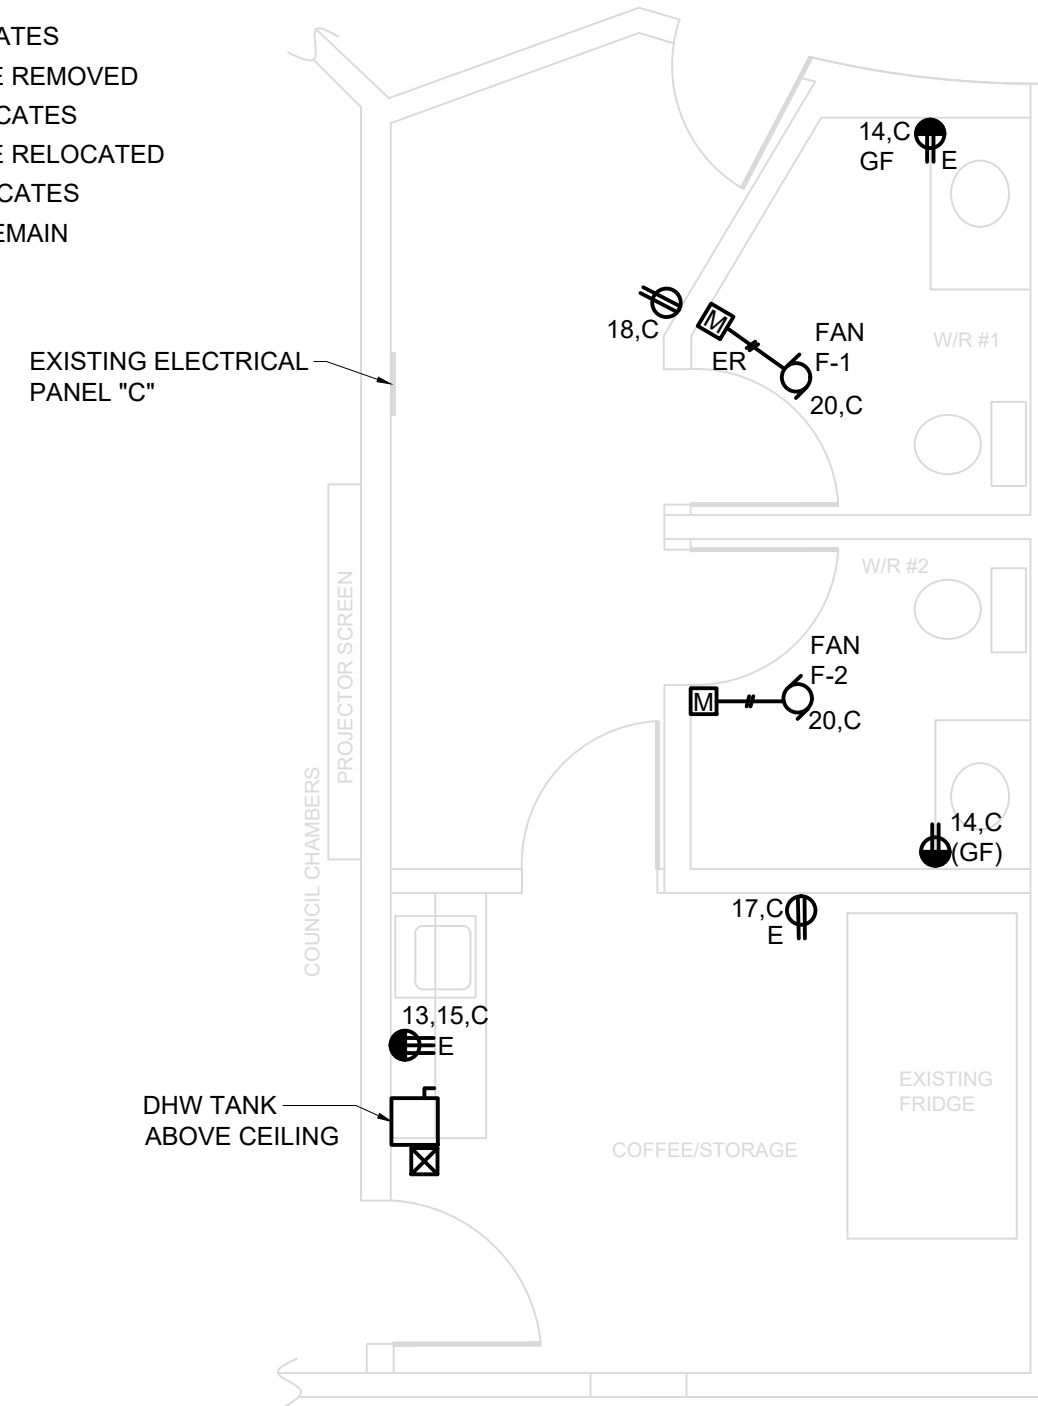 ATES
E REMOVED
CATES
E RELOCATED
CATES
EMAIN
14,C
GF
E
18,C
ER
FAN
F-1
20,C
W/R #1
EXISTING ELECTRICAL
PANEL "C"
W/R #2
PROJECTOR SCREEN
COUNCIL CHAMBERS
M
M
FAN
F-2
20,C
14,C
(GF)
17,C
E
13,15,C
E
DHW TANK
ABOVE CEILING
EXISTING
FRIDGE
COFFEE/STORAGE